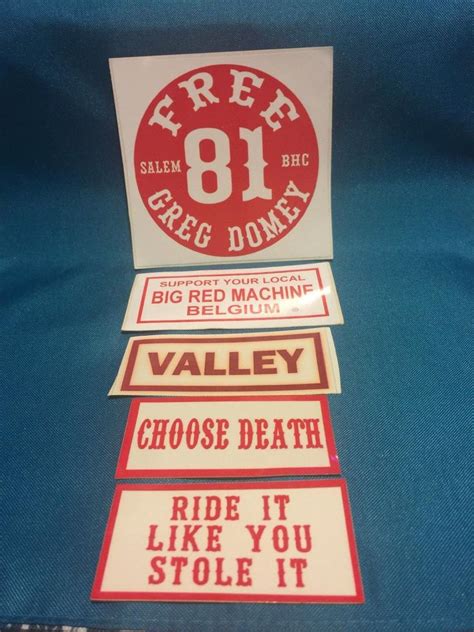 FREE
SALEM 81 BHC
GREG DOMEY
SUPPORT YOUR LOCAL
BIG RED MACHINE
BELGIUM
VALLEY
CHOOSE DEATH
RIDE IT
LIKE YOU
STOLE IT